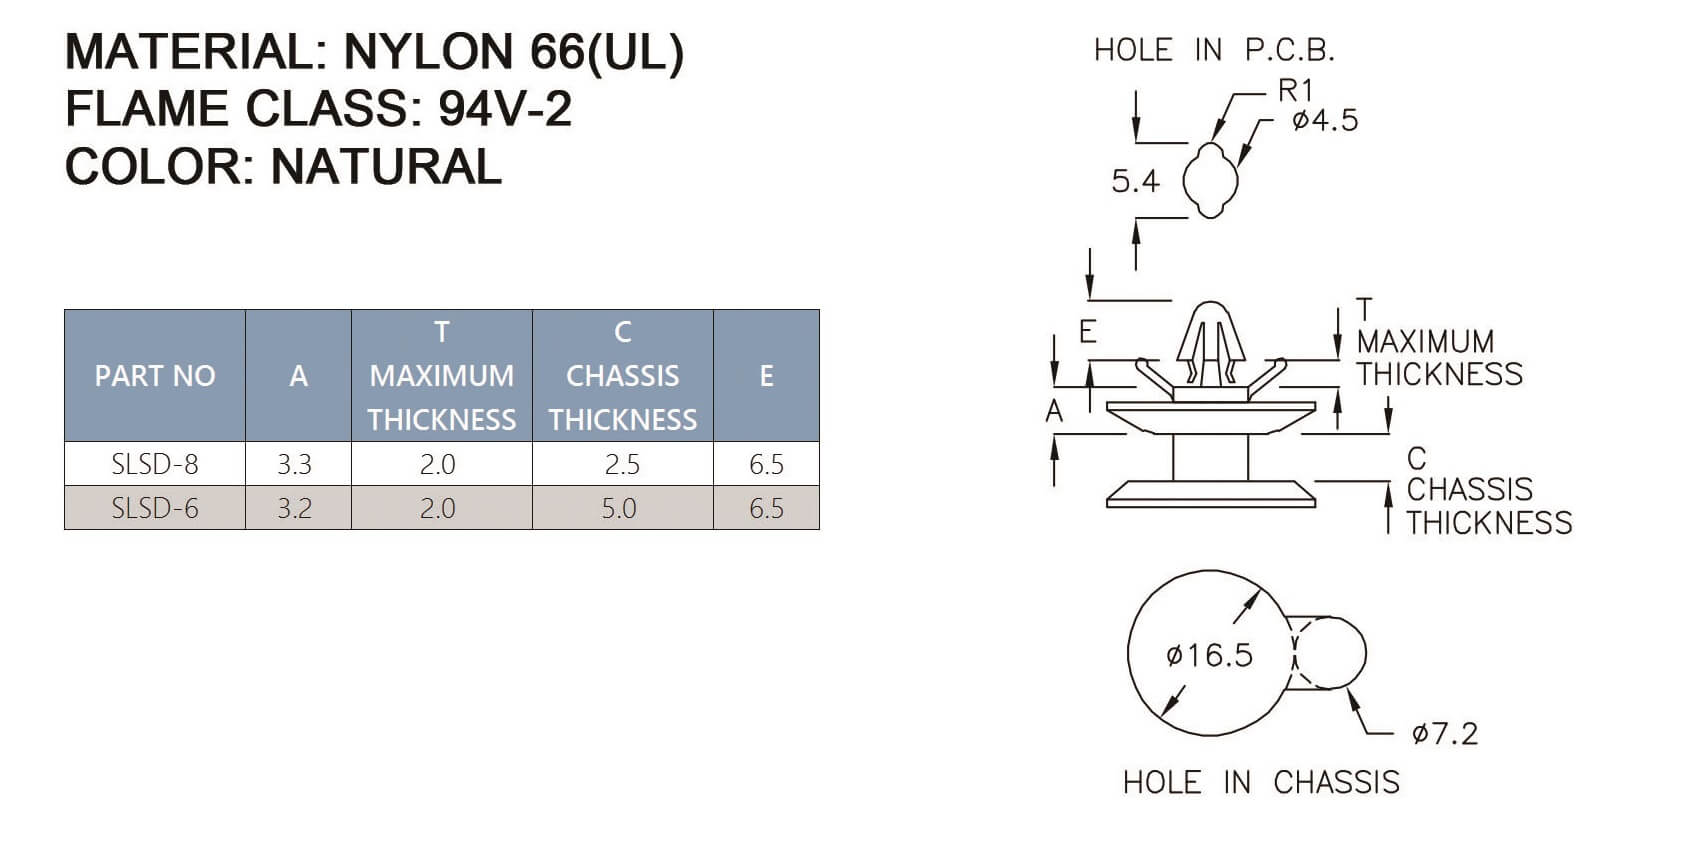 MATERIAL: NYLON 66(UL)
FLAME CLASS: 94V-2
COLOR: NATURAL
PART NO A T MAXIMUM THICKNESS C CHASSIS THICKNESS E
SLSD-8 3.3 2.0 2.5 6.5
SLSD-6 3.2 2.0 5.0 6.5
HOLE IN P.C.B.
R1
ø4.5
5.4
E
A
T
MAXIMUM
THICKNESS
C
CHASSIS
THICKNESS
ø16.5
ø7.2
HOLE IN CHASSIS